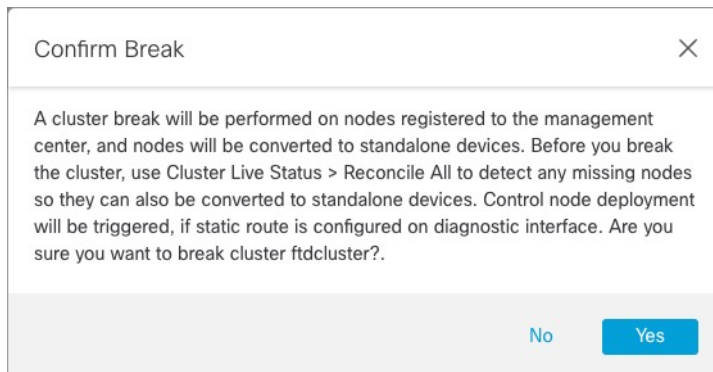 Confirm Break
A cluster break will be performed on nodes registered to the management
center, and nodes will be converted to standalone devices. Before you break
the cluster, use Cluster Live Status > Reconcile All to detect any missing nodes
so they can also be converted to standalone devices. Control node deployment
will be triggered, if static route is configured on diagnostic interface. Are you
sure you want to break cluster ftdcluster?.
No
Yes